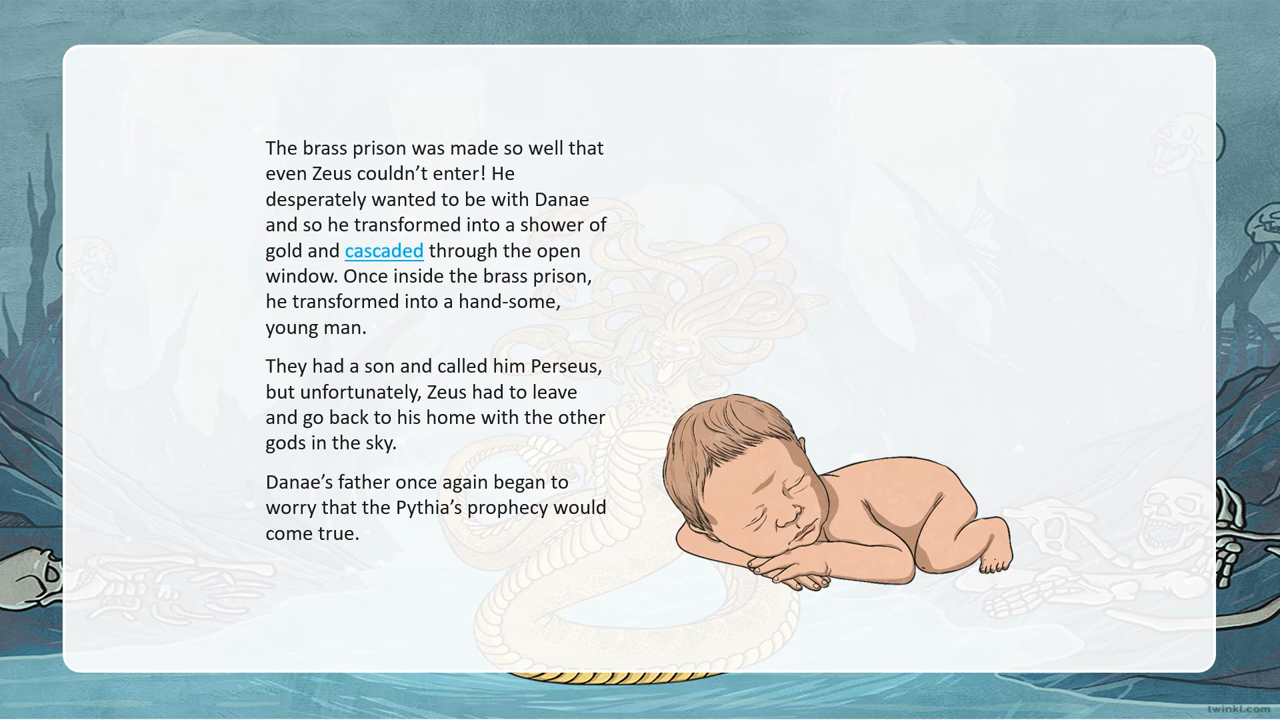 The brass prison was made so well that
even Zeus couldn’t enter! He
desperately wanted to be with Danae
and so he transformed into a shower of
gold and cascaded through the open
window. Once inside the brass prison,
he transformed into a hand-some,
young man.
They had a son and called him Perseus,
but unfortunately, Zeus had to leave
and go back to his home with the other
gods in the sky.
Danae’s father once again began to
worry that the Pythia’s prophecy would
come true.
twinkl.com